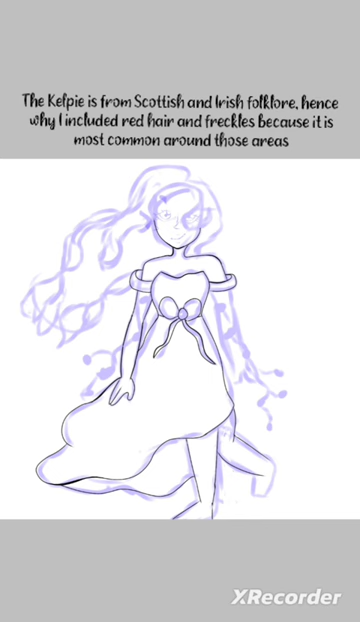 The Kelpie is from Scottish and Irish folklore, hence
why I included red hair and freckles because it is
most common around those areas
XRecorder